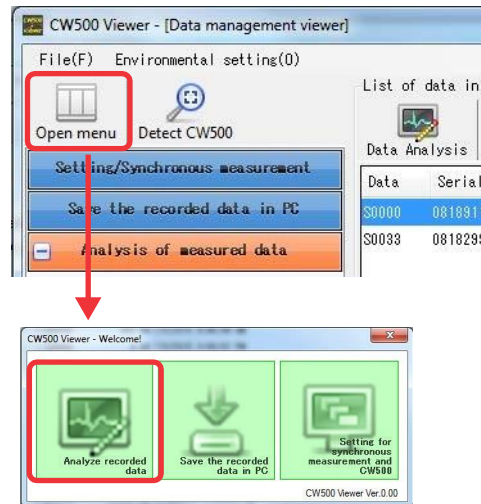 CW500 Viewer - [Data management viewer]
File(F) Environmental setting(O)
List of data in
Open menu Detect CW500
Data Analysis
Setting/Synchronous measurement
Save the recorded data in PC
Analysis of measured data
Data Serial
S0000 081891
S0033 0818299
CW500 Viewer - Welcome!
Analyze recorded
data
Save the recorded
data in PC
Setting for
synchronous
measurement and
CW500
CW500 Viewer Ver.0.00